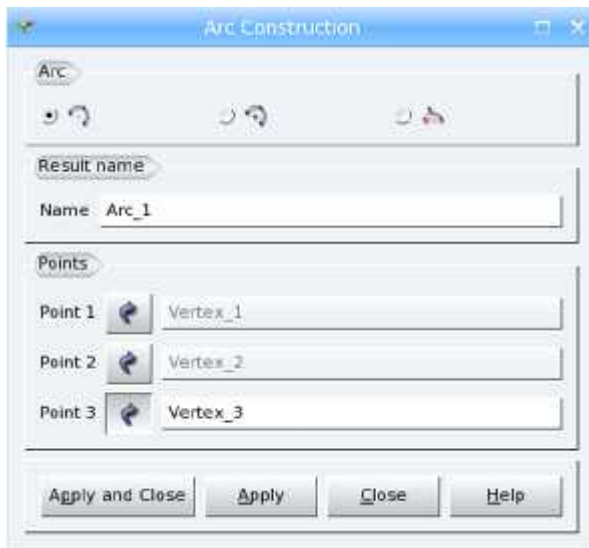 Arc Construction
Arc
Result name
Name Arc_1
Points
Point 1 Vertex_1
Point 2 Vertex_2
Point 3 Vertex_3
Apply and Close Apply Close Help